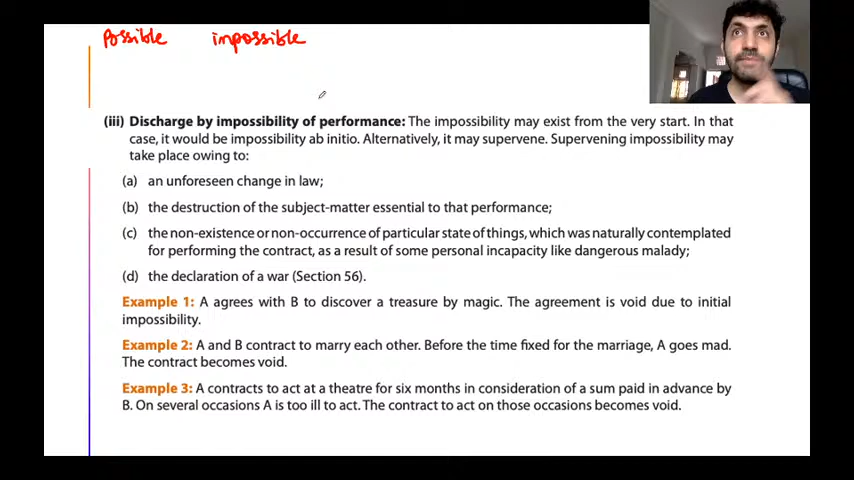 Possible impossible
(iii) Discharge by impossibility of performance: The impossibility may exist from the very start. In that
case, it would be impossibility ab initio. Alternatively, it may supervene. Supervening impossibility may
take place owing to:
(a) an unforeseen change in law;
(b) the destruction of the subject-matter essential to that performance;
(c) the non-existence or non-occurrence of particular state of things, which was naturally contemplated
for performing the contract, as a result of some personal incapacity like dangerous malady;
(d) the declaration of a war (Section 56).
Example 1: A agrees with B to discover a treasure by magic. The agreement is void due to initial
impossibility.
Example 2: A and B contract to marry each other. Before the time fixed for the marriage, A goes mad.
The contract becomes void.
Example 3: A contracts to act at a theatre for six months in consideration of a sum paid in advance by
B. On several occasions A is too ill to act. The contract to act on those occasions becomes void.